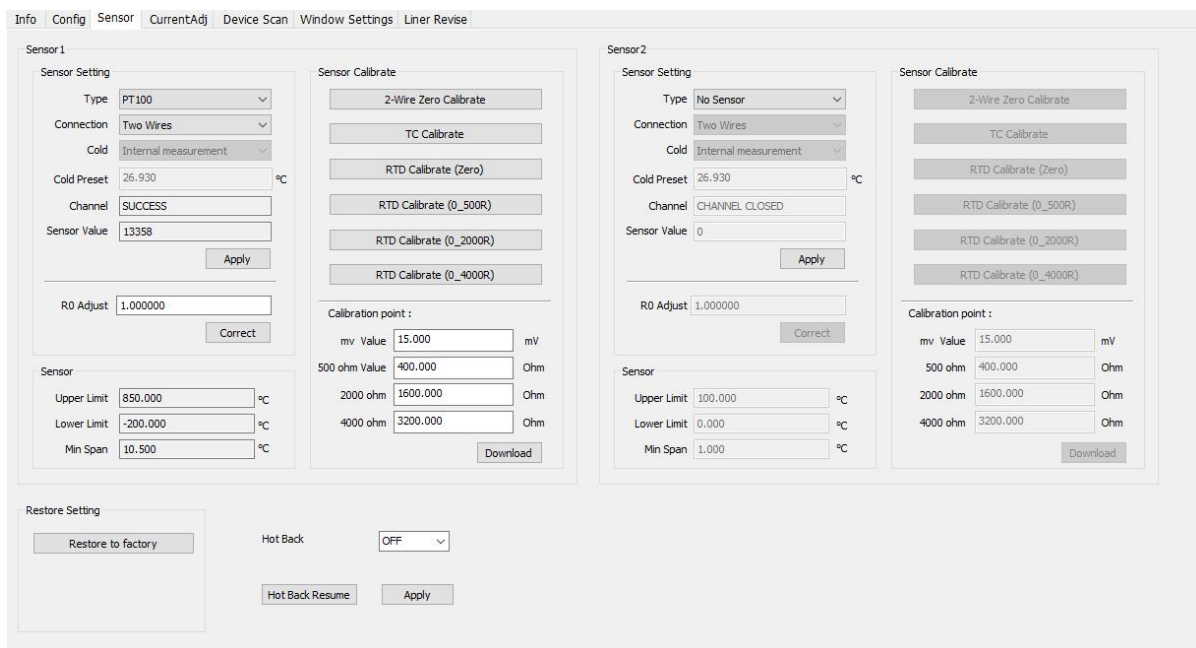 Info Config Sensor CurrentAdj Device Scan Window Settings Liner Revise
Sensor1
Sensor Setting
Type PT100
Connection Two Wires
Cold Internal measurement
Cold Preset 26.930 ºC
Channel SUCCESS
Sensor Value 13358
Apply
R0 Adjust 1.000000
Correct
Sensor
Upper Limit 850.000 ºC
Lower Limit -200.000 ºC
Min Span 10.500 ºC
Sensor Calibrate
2-Wire Zero Calibrate
TC Calibrate
RTD Calibrate (Zero)
RTD Calibrate (0_500R)
RTD Calibrate (0_2000R)
RTD Calibrate (0_4000R)
Calibration point :
mv Value 15.000 mV
500 ohm Value 400.000 Ohm
2000 ohm 1600.000 Ohm
4000 ohm 3200.000 Ohm
Download
Sensor2
Sensor Setting
Type No Sensor
Connection Two Wires
Cold Internal measurement
Cold Preset 26.930 ºC
Channel CHANNEL CLOSED
Sensor Value 0
Apply
R0 Adjust 1.000000
Correct
Sensor
Upper Limit 100.000 ºC
Lower Limit 0.000 ºC
Min Span 1.000 ºC
Sensor Calibrate
2-Wire Zero Calibrate
TC Calibrate
RTD Calibrate (Zero)
RTD Calibrate (0_500R)
RTD Calibrate (0_2000R)
RTD Calibrate (0_4000R)
Calibration point :
mv Value 15.000 mV
500 ohm 400.000 Ohm
2000 ohm 1600.000 Ohm
4000 ohm 3200.000 Ohm
Download
Restore Setting
Restore to factory
Hot Back OFF
Hot Back Resume Apply